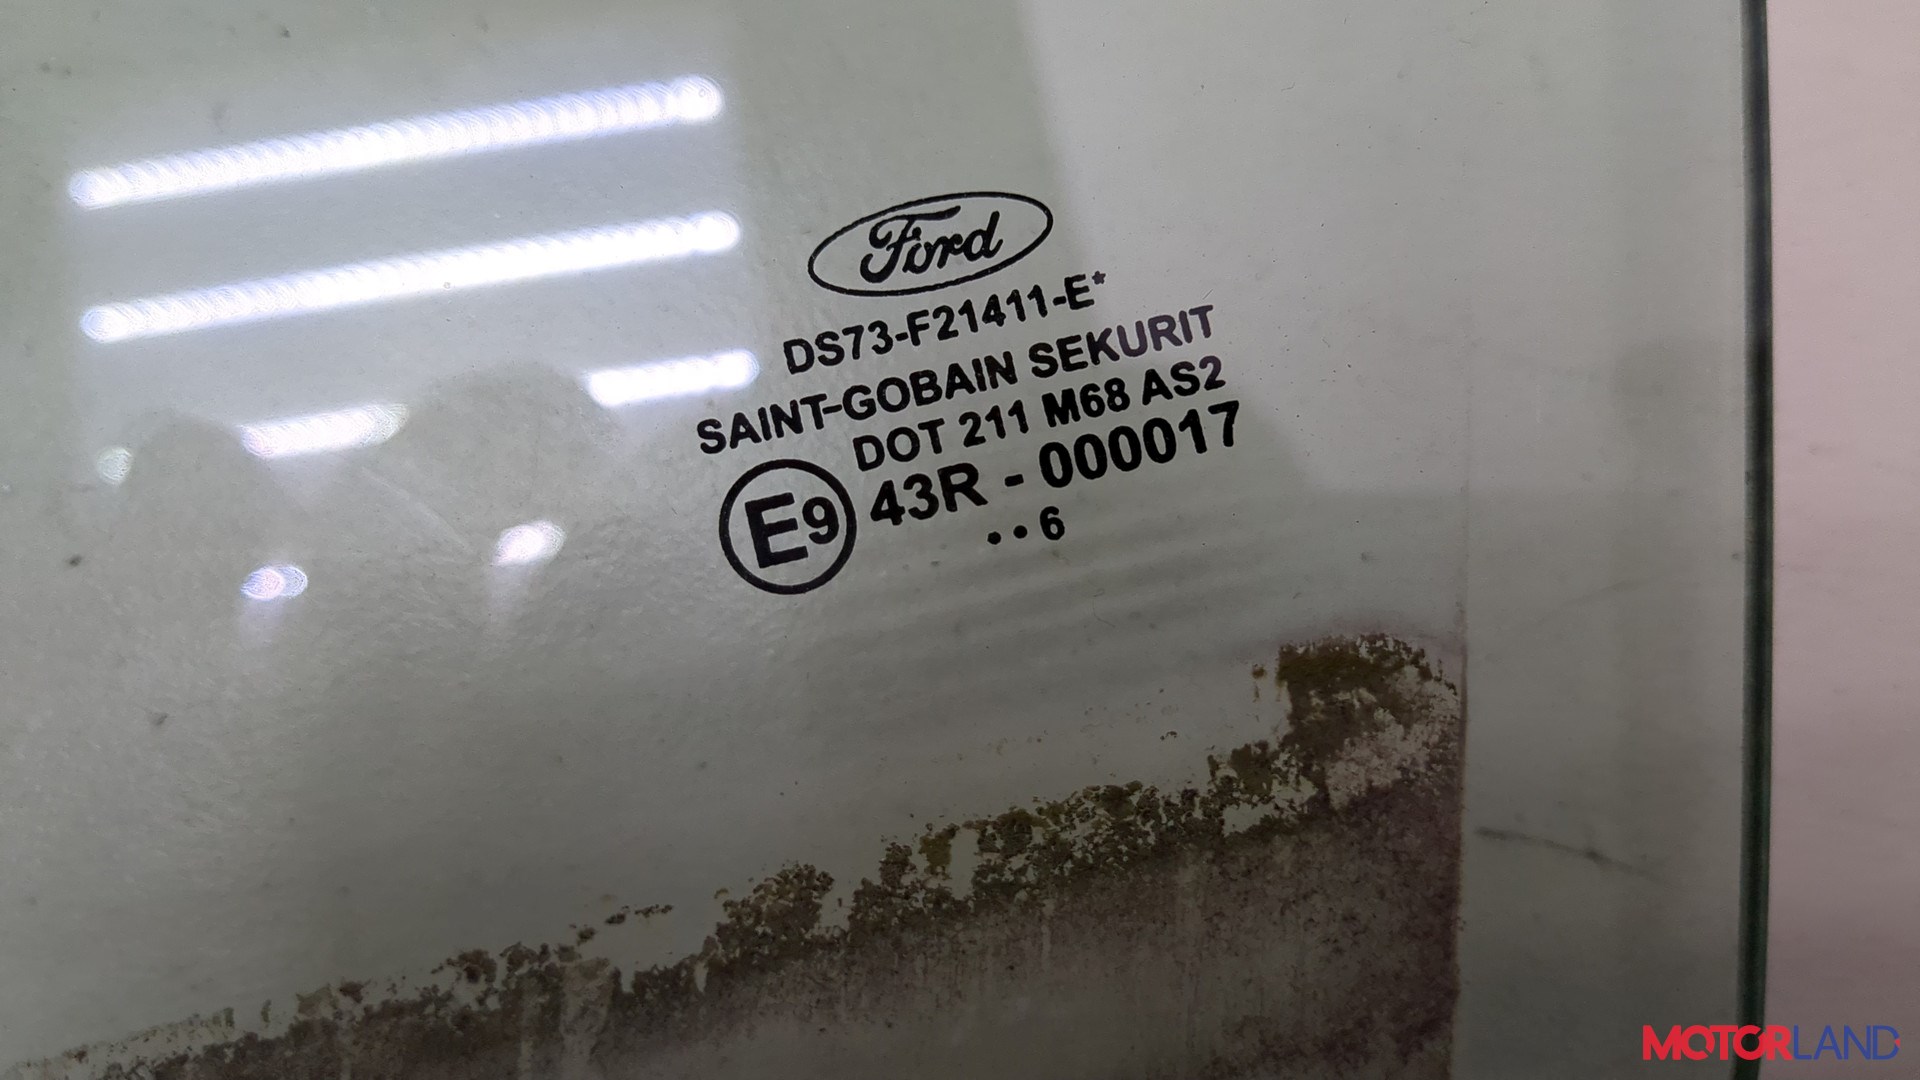 Ford
DS73-F21411-E*
SAINT-GOBAIN SEKURIT
DOT 211 M68 AS2
E9 43R - 000017
••6
MOTORLAND